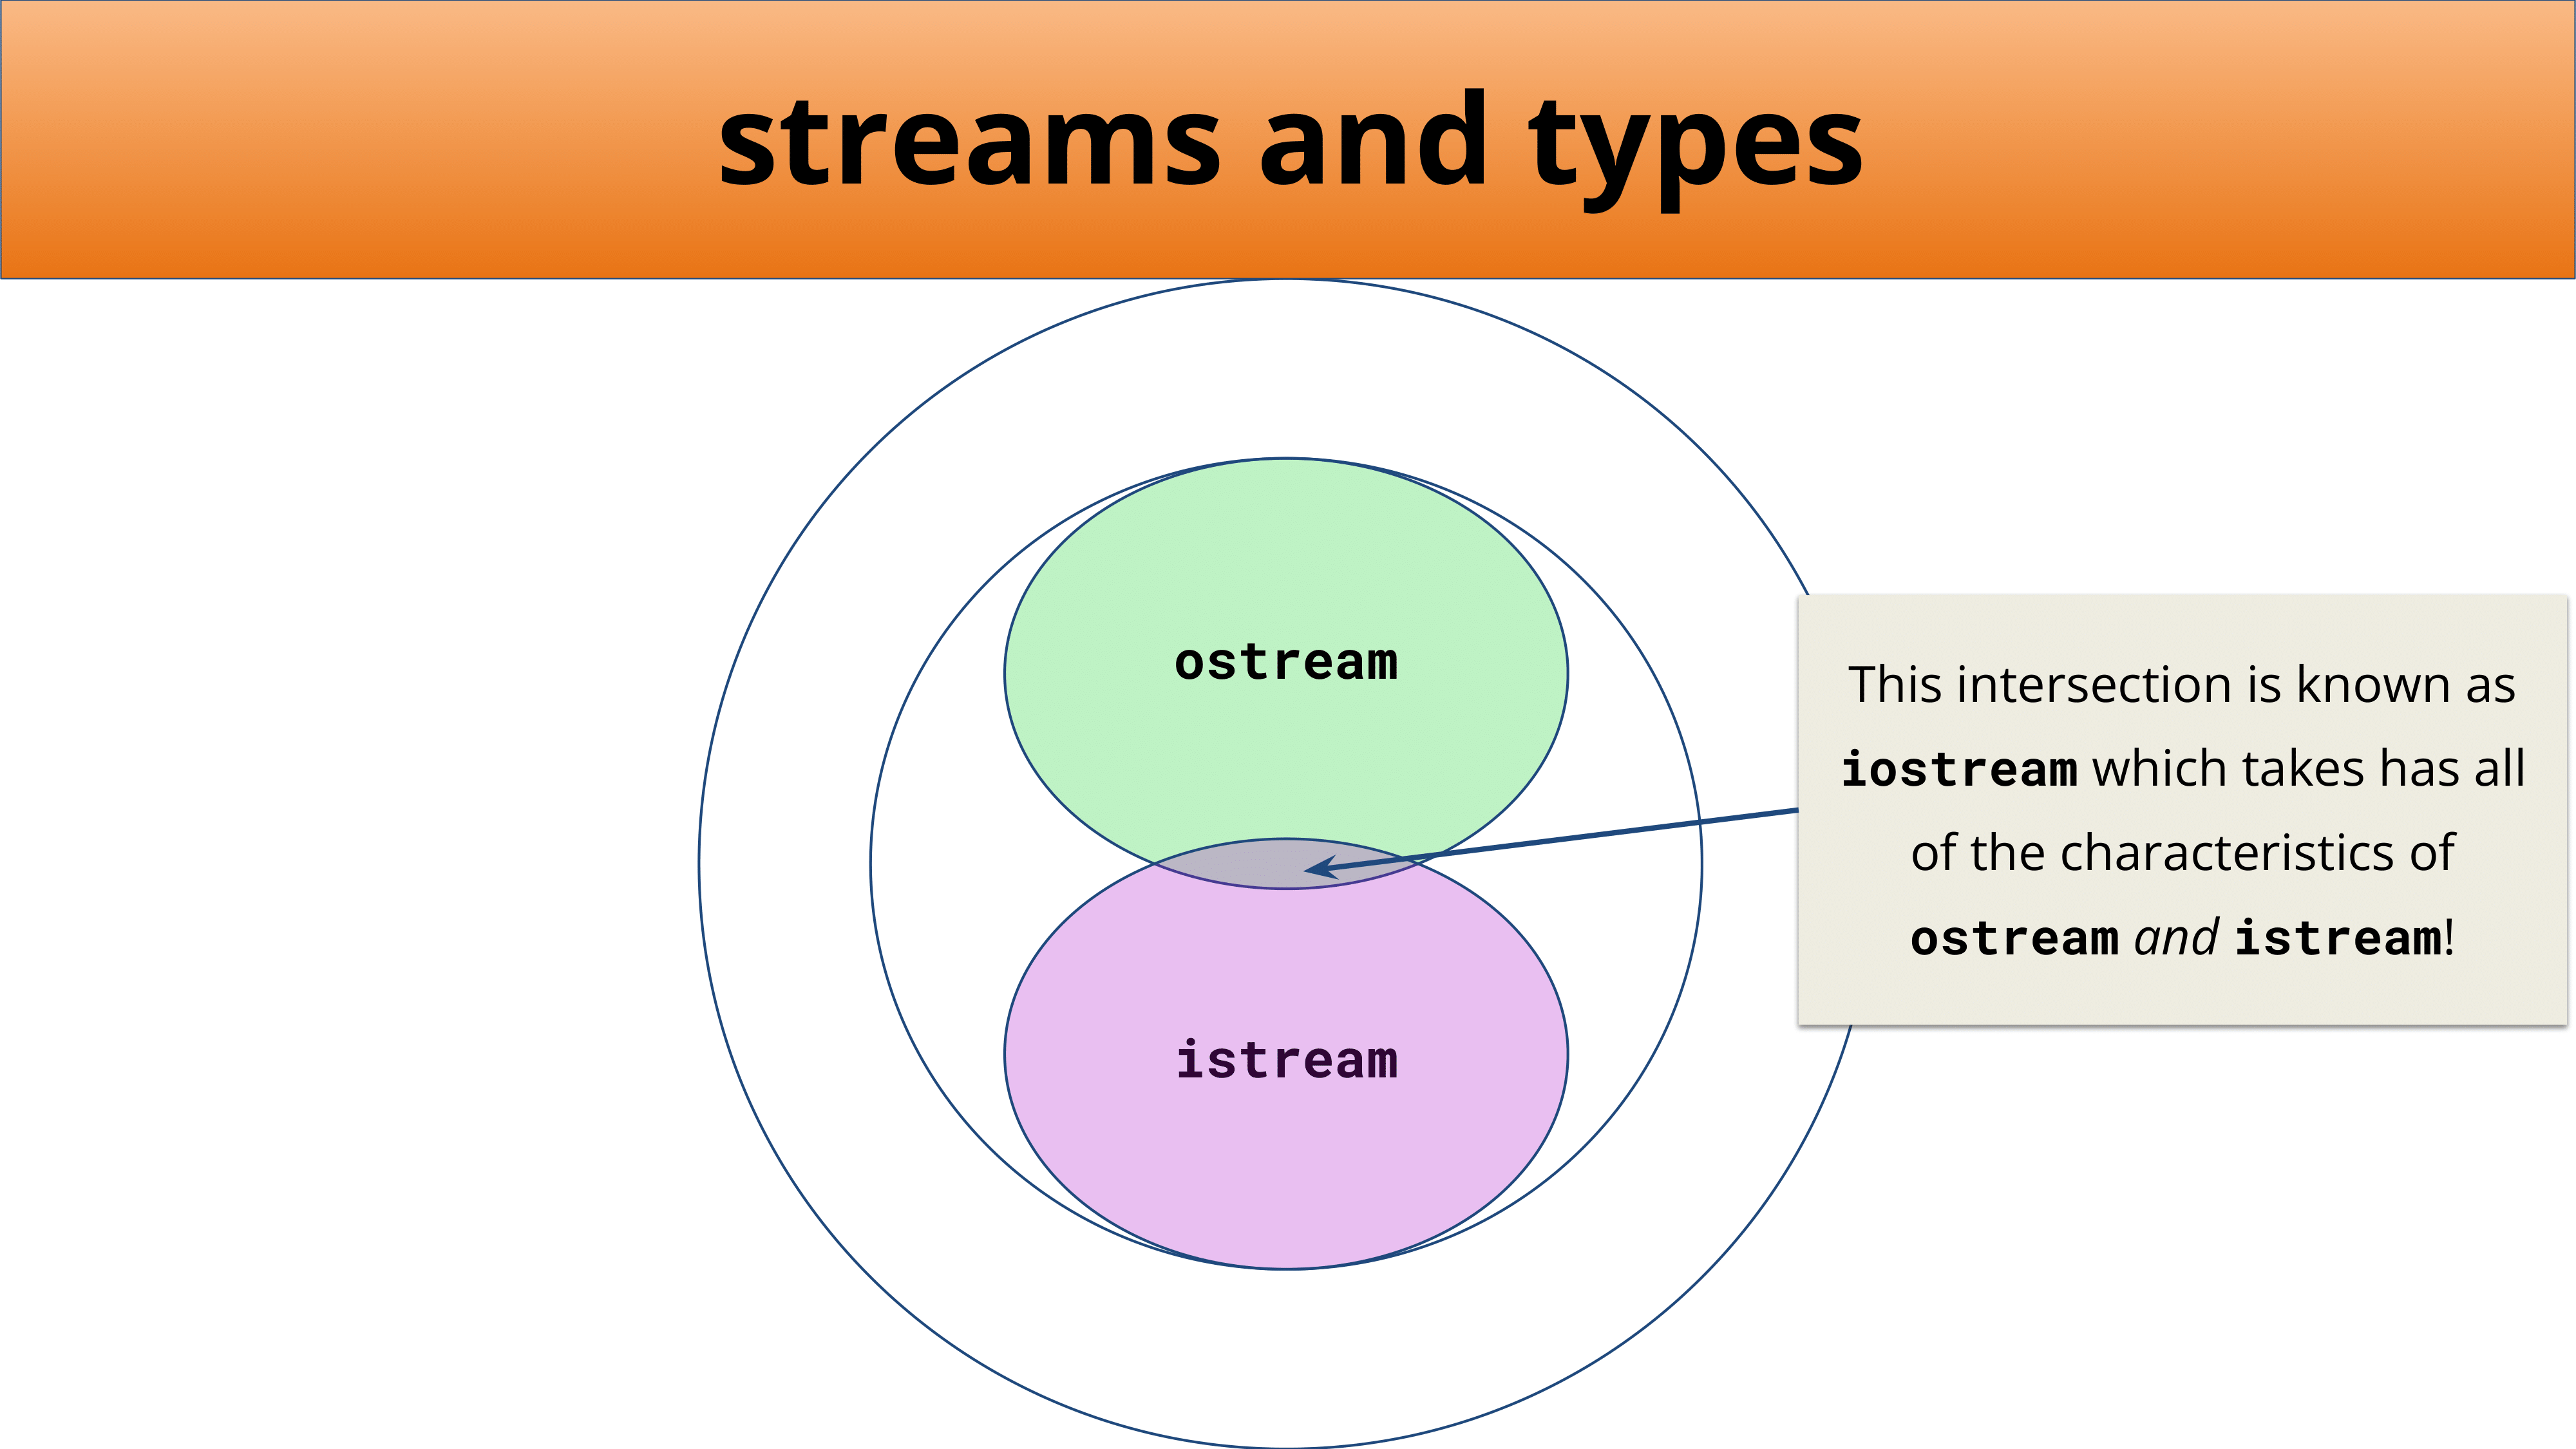 streams and types
ostream
This intersection is known as
iostream which takes has all
of the characteristics of
ostream and istream!
istream